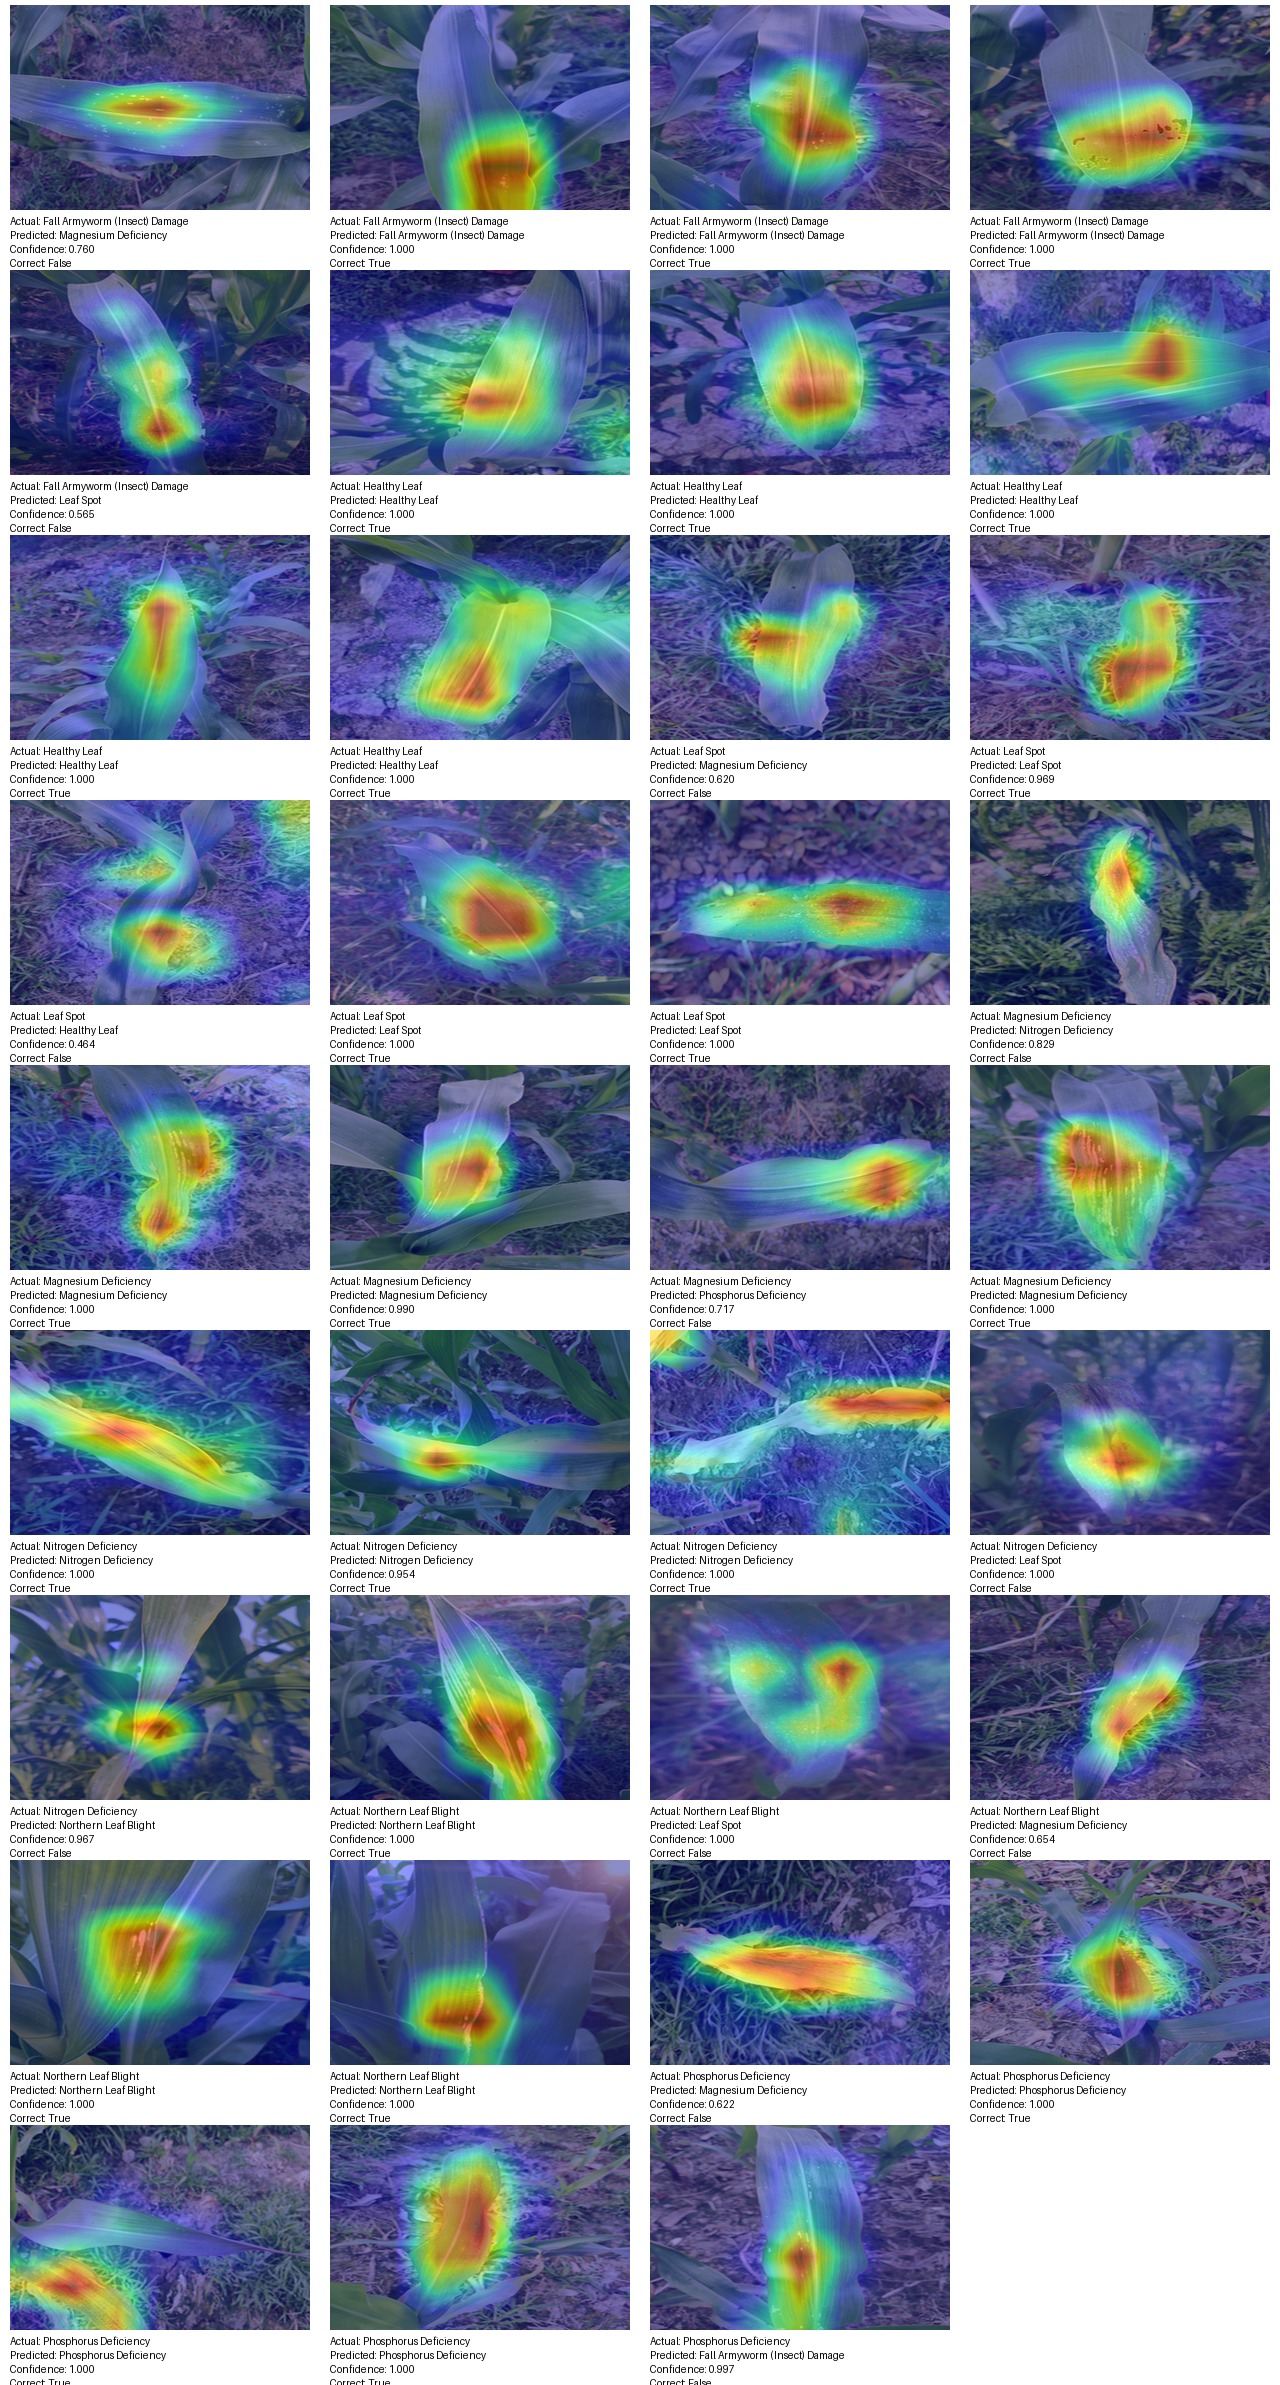 Actual: Fall Armyworm (Insect) Damage
Predicted: Magnesium Deficiency
Confidence: 0.760
Correct: False
Actual: Fall Armyworm (Insect) Damage
Predicted: Fall Armyworm (Insect) Damage
Confidence: 1.000
Correct: True
Actual: Fall Armyworm (Insect) Damage
Predicted: Fall Armyworm (Insect) Damage
Confidence: 1.000
Correct: True
Actual: Fall Armyworm (Insect) Damage
Predicted: Fall Armyworm (Insect) Damage
Confidence: 1.000
Correct: True
Actual: Fall Armyworm (Insect) Damage
Predicted: Leaf Spot
Confidence: 0.565
Correct: False
Actual: Healthy Leaf
Predicted: Healthy Leaf
Confidence: 1.000
Correct: True
Actual: Healthy Leaf
Predicted: Healthy Leaf
Confidence: 1.000
Correct: True
Actual: Healthy Leaf
Predicted: Healthy Leaf
Confidence: 1.000
Correct: True
Actual: Healthy Leaf
Predicted: Healthy Leaf
Confidence: 1.000
Correct: True
Actual: Healthy Leaf
Predicted: Healthy Leaf
Confidence: 1.000
Correct: True
Actual: Leaf Spot
Predicted: Magnesium Deficiency
Confidence: 0.620
Correct: False
Actual: Leaf Spot
Predicted: Leaf Spot
Confidence: 0.969
Correct: True
Actual: Leaf Spot
Predicted: Healthy Leaf
Confidence: 0.464
Correct: False
Actual: Leaf Spot
Predicted: Leaf Spot
Confidence: 1.000
Correct: True
Actual: Leaf Spot
Predicted: Leaf Spot
Confidence: 1.000
Correct: True
Actual: Magnesium Deficiency
Predicted: Nitrogen Deficiency
Confidence: 0.829
Correct: False
Actual: Magnesium Deficiency
Predicted: Magnesium Deficiency
Confidence: 1.000
Correct: True
Actual: Magnesium Deficiency
Predicted: Magnesium Deficiency
Confidence: 0.990
Correct: True
Actual: Magnesium Deficiency
Predicted: Phosphorus Deficiency
Confidence: 0.717
Correct: False
Actual: Magnesium Deficiency
Predicted: Magnesium Deficiency
Confidence: 1.000
Correct: True
Actual: Nitrogen Deficiency
Predicted: Nitrogen Deficiency
Confidence: 1.000
Correct: True
Actual: Nitrogen Deficiency
Predicted: Nitrogen Deficiency
Confidence: 0.954
Correct: True
Actual: Nitrogen Deficiency
Predicted: Nitrogen Deficiency
Confidence: 1.000
Correct: True
Actual: Nitrogen Deficiency
Predicted: Leaf Spot
Confidence: 1.000
Correct: False
Actual: Nitrogen Deficiency
Predicted: Northern Leaf Blight
Confidence: 0.967
Correct: False
Actual: Northern Leaf Blight
Predicted: Northern Leaf Blight
Confidence: 1.000
Correct: True
Actual: Northern Leaf Blight
Predicted: Leaf Spot
Confidence: 1.000
Correct: False
Actual: Northern Leaf Blight
Predicted: Magnesium Deficiency
Confidence: 0.654
Correct: False
Actual: Northern Leaf Blight
Predicted: Northern Leaf Blight
Confidence: 1.000
Correct: True
Actual: Northern Leaf Blight
Predicted: Northern Leaf Blight
Confidence: 1.000
Correct: True
Actual: Phosphorus Deficiency
Predicted: Magnesium Deficiency
Confidence: 0.622
Correct: False
Actual: Phosphorus Deficiency
Predicted: Phosphorus Deficiency
Confidence: 1.000
Correct: True
Actual: Phosphorus Deficiency
Predicted: Phosphorus Deficiency
Confidence: 1.000
Correct: True
Actual: Phosphorus Deficiency
Predicted: Phosphorus Deficiency
Confidence: 1.000
Correct: True
Actual: Phosphorus Deficiency
Predicted: Fall Armyworm (Insect) Damage
Confidence: 0.997
Correct: False